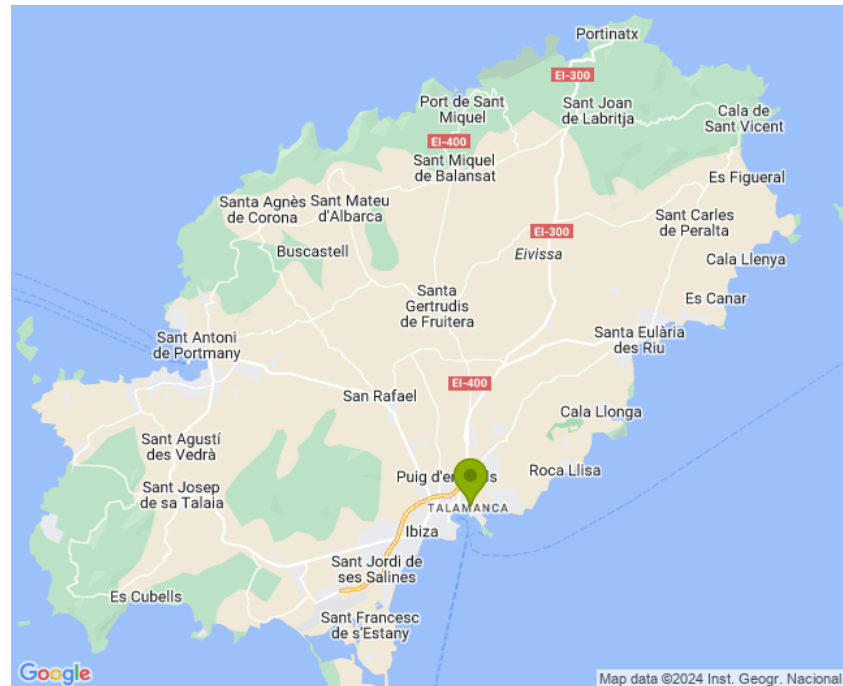 Portinatx
EI-300
Port de Sant
Miquel
Sant Joan
de Labritja
Cala de
Sant Vicent
EI-400
Sant Miquel
de Balansat
Es Figueral
Santa Agnès
de Corona
Sant Mateu
d'Albarca
Sant Carles
de Peralta
EI-300
Buscastell
Eivissa
Cala Llenya
Santa
Gertrudis
de Fruitera
Es Canar
Sant Antoni
de Portmany
Santa Eulària
des Riu
EI-400
San Rafael
Cala Llonga
Sant Agustí
des Vedrà
Roca Llisa
Puig d'en
ls
Sant Josep
de sa Talaia
TALAMANCA
Ibiza
Sant Jordi de
ses Salines
Es Cubells
Sant Francesc
de s'Estany
Google
Map data ©2024 Inst. Geogr. Nacional